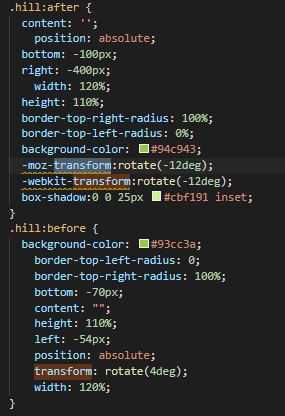 .hill:after {
content: '';
position: absolute;
bottom: -100px;
right: -400px;
width: 120%;
height: 110%;
border-top-right-radius: 100%;
border-top-left-radius: 0%;
background-color: #94c943;
-moz-transform:rotate(-12deg);
-webkit-transform:rotate(-12deg);
box-shadow:0 0 25px #cbf191 inset;
}
.hill:before {
background-color: #93cc3a;
border-top-left-radius: 0;
border-top-right-radius: 100%;
bottom: -70px;
content: "";
height: 110%;
left: -54px;
position: absolute;
transform: rotate(4deg);
width: 120%;
}